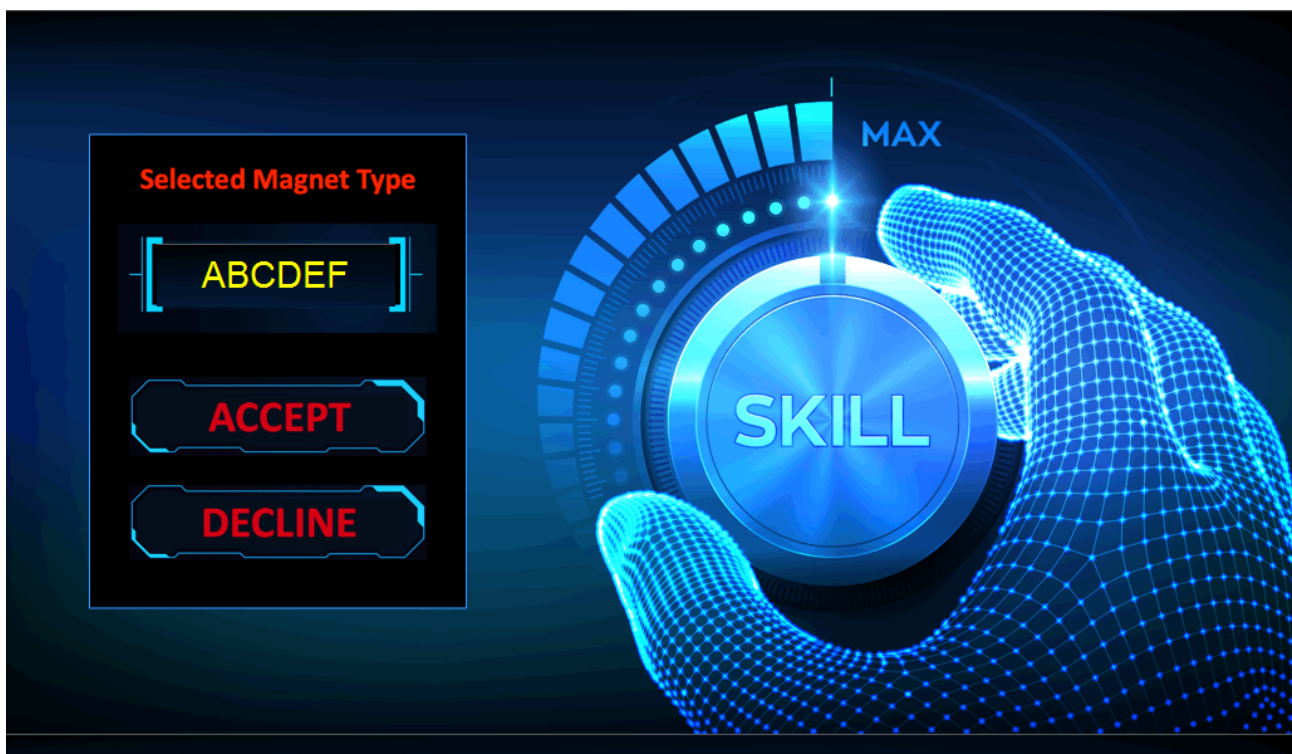 Selected Magnet Type
ABCDEF
ACCEPT
DECLINE
MAX
SKILL